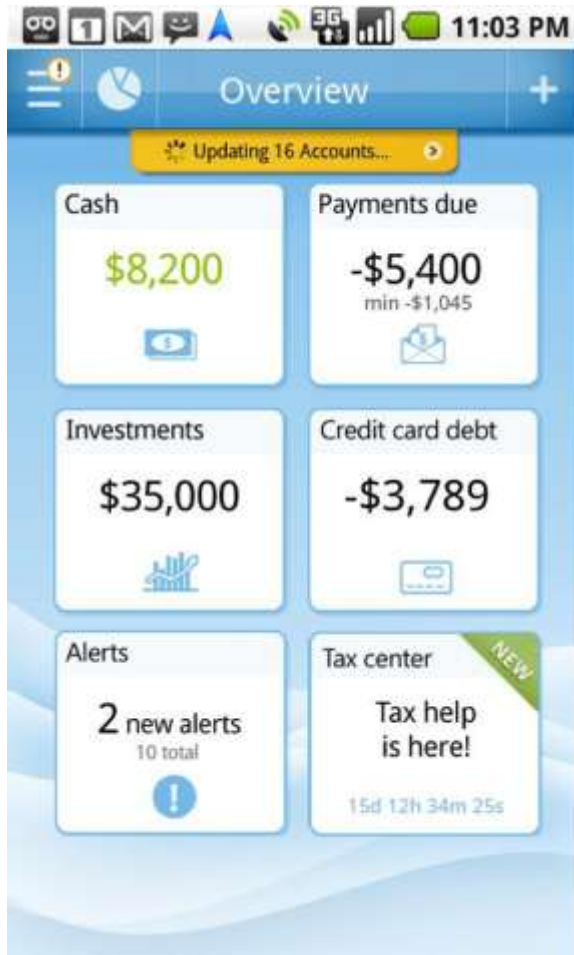 1
3G
11:03 PM
!
Overview
+
Updating 16 Accounts...
Cash
$8,200
$
Payments due
-$5,400
min -$1,045
$
Investments
$35,000
Credit card debt
-$3,789
Alerts
2 new alerts
10 total
!
Tax center
NEW
Tax help
is here!
15d 12h 34m 25s